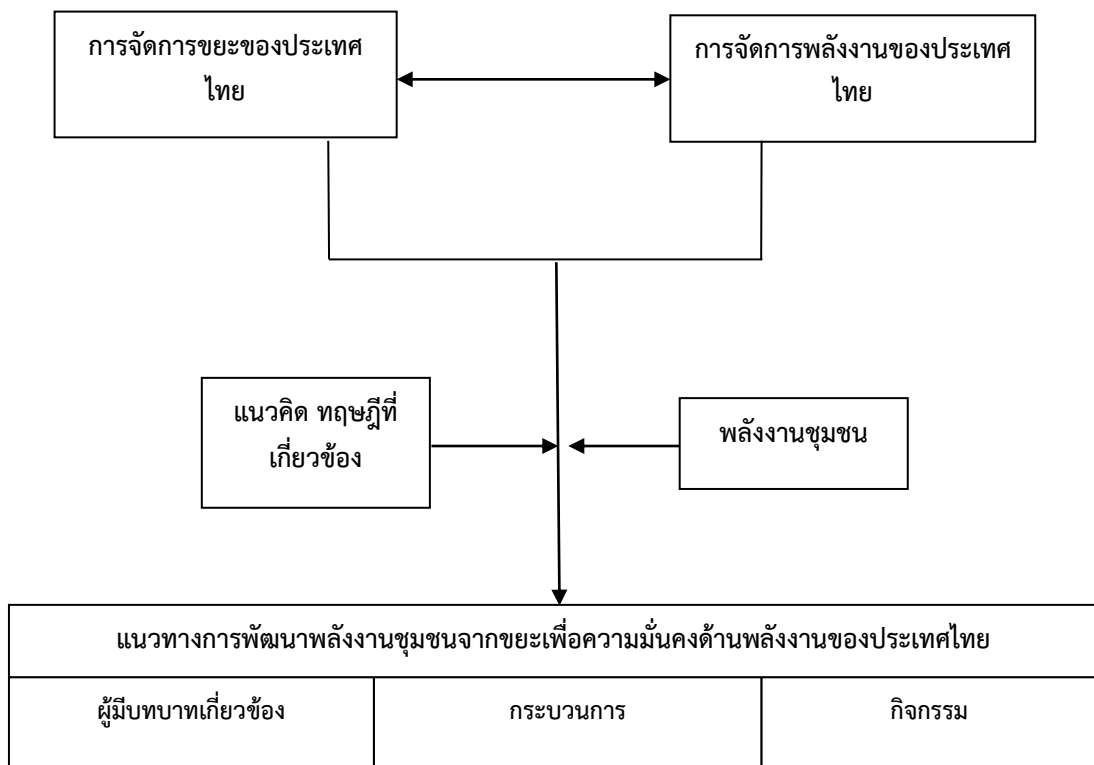 การจัดการขยะของประเทศ
ไทย
การจัดการพลังงานของประเทศ
ไทย
แนวคิด ทฤษฎีที่
เกี่ยวข้อง
พลังงานชุมชน
แนวทางการพัฒนาพลังงานชุมชนจากขยะเพื่อความมั่นคงด้านพลังงานของประเทศไทย
ผู้มีบทบาทเกี่ยวข้อง
กระบวนการ
กิจกรรม